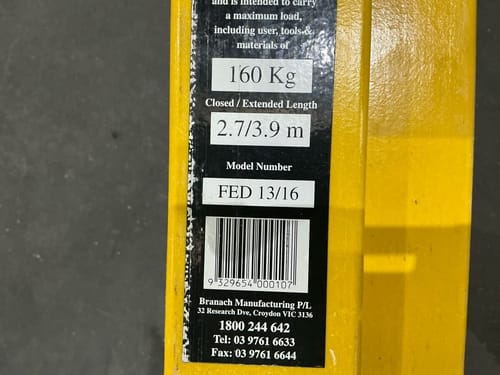 and is intended to carry
a maximum load,
including user, tools &
materials of
160 Kg
Closed / Extended Length
2.7/3.9 m
Model Number
FED 13/16
9 329654 000107
Branach Manufacturing P/L
32 Research Dve, Croydon VIC 3136
1800 244 642
Tel: 03 9761 6633
Fax: 03 9761 6644